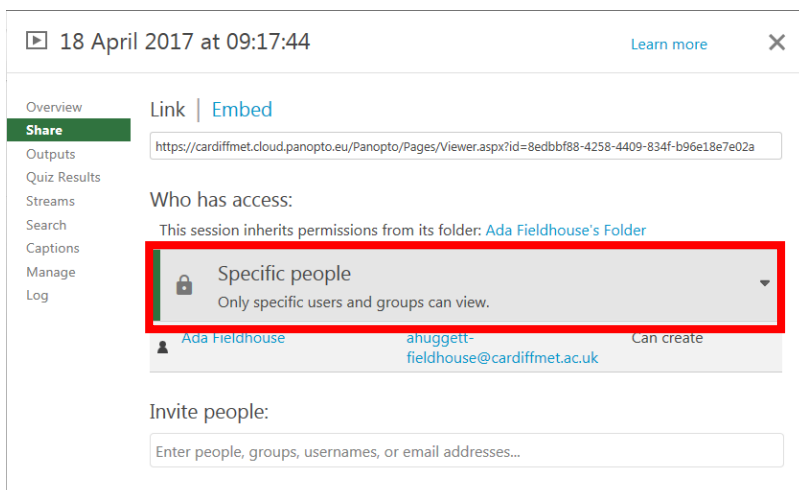 18 April 2017 at 09:17:44
Learn more
Overview
Share
Outputs
Quiz Results
Streams
Search
Captions
Manage
Log
Link | Embed
https://cardiffmet.cloud.panopto.eu/Panopto/Pages/Viewer.aspx?id=8edbbf88-4258-4409-834f-b96e18e7e02a
Who has access:
This session inherits permissions from its folder: Ada Fieldhouse's Folder
Specific people
Only specific users and groups can view.
Ada Fieldhouse
ahuggett-
fieldhouse@cardiffmet.ac.uk
Can create
Invite people:
Enter people, groups, usernames, or email addresses...